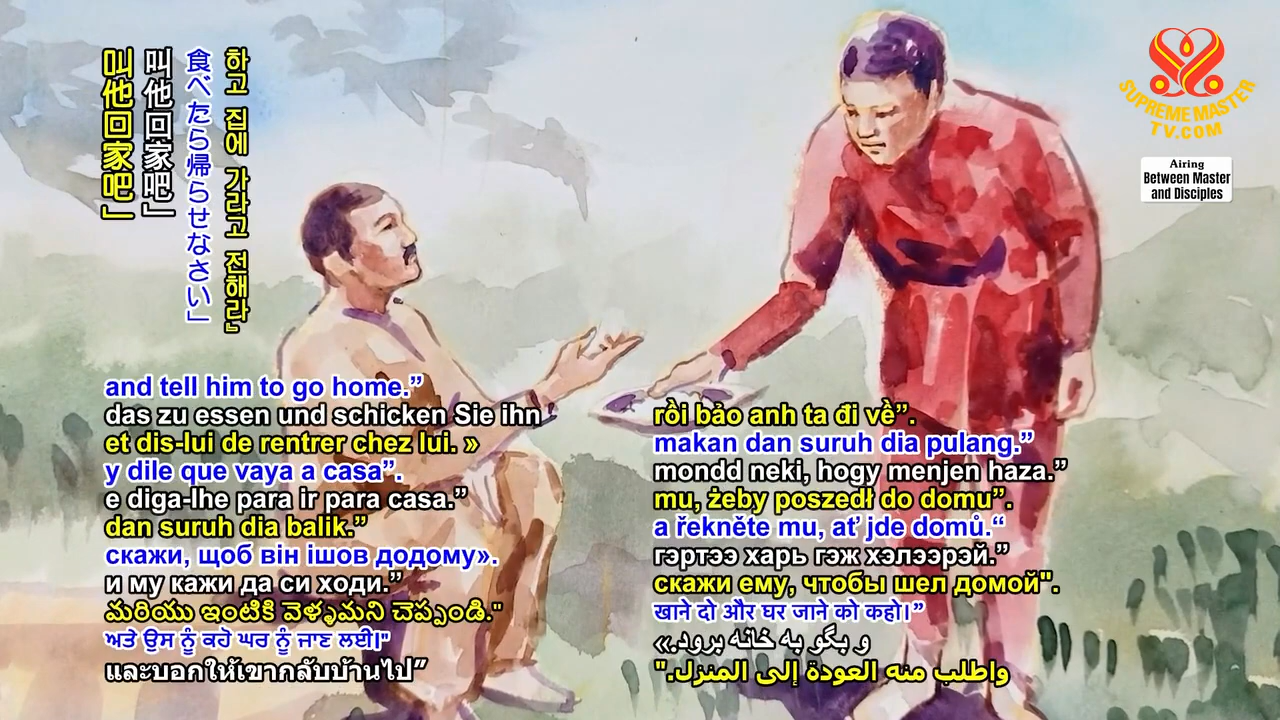 叫他回家吧」
叫他回家吧」
食べたら帰らせなさい」
하고 집에 가라고 전해라』
SUPREME MASTER
TV.COM
Airing
Between Master
and Disciples
and tell him to go home.”
das zu essen und schicken Sie ihn
et dis-lui de rentrer chez lui. »
y dile que vaya a casa”.
e diga-lhe para ir para casa.”
dan suruh dia balik.”
скажи, щоб він ішов додому».
и му кажи да си ходи.”
మరియు ఇంటికి వెళ్ళమని చెప్పండి."
ਅਤੇ ਉਸ ਨੂੰ ਕਹੋ ਘਰ ਨੂੰ ਜਾਣ ਲਈ।"
และบอกให้เขากลับบ้านไป”
rồi bảo anh ta đi về”.
makan dan suruh dia pulang.”
mondd neki, hogy menjen haza.”
mu, żeby poszedł do domu”.
a řekněte mu, ať jde domů.“
гэртээ харь гэж хэлээрэй.”
скажи ему, чтобы шел домой".
खाने दो और घर जाने को कहो।”
و بگو به خانه برود.»
واطلب منه العودة إلى المنزل."